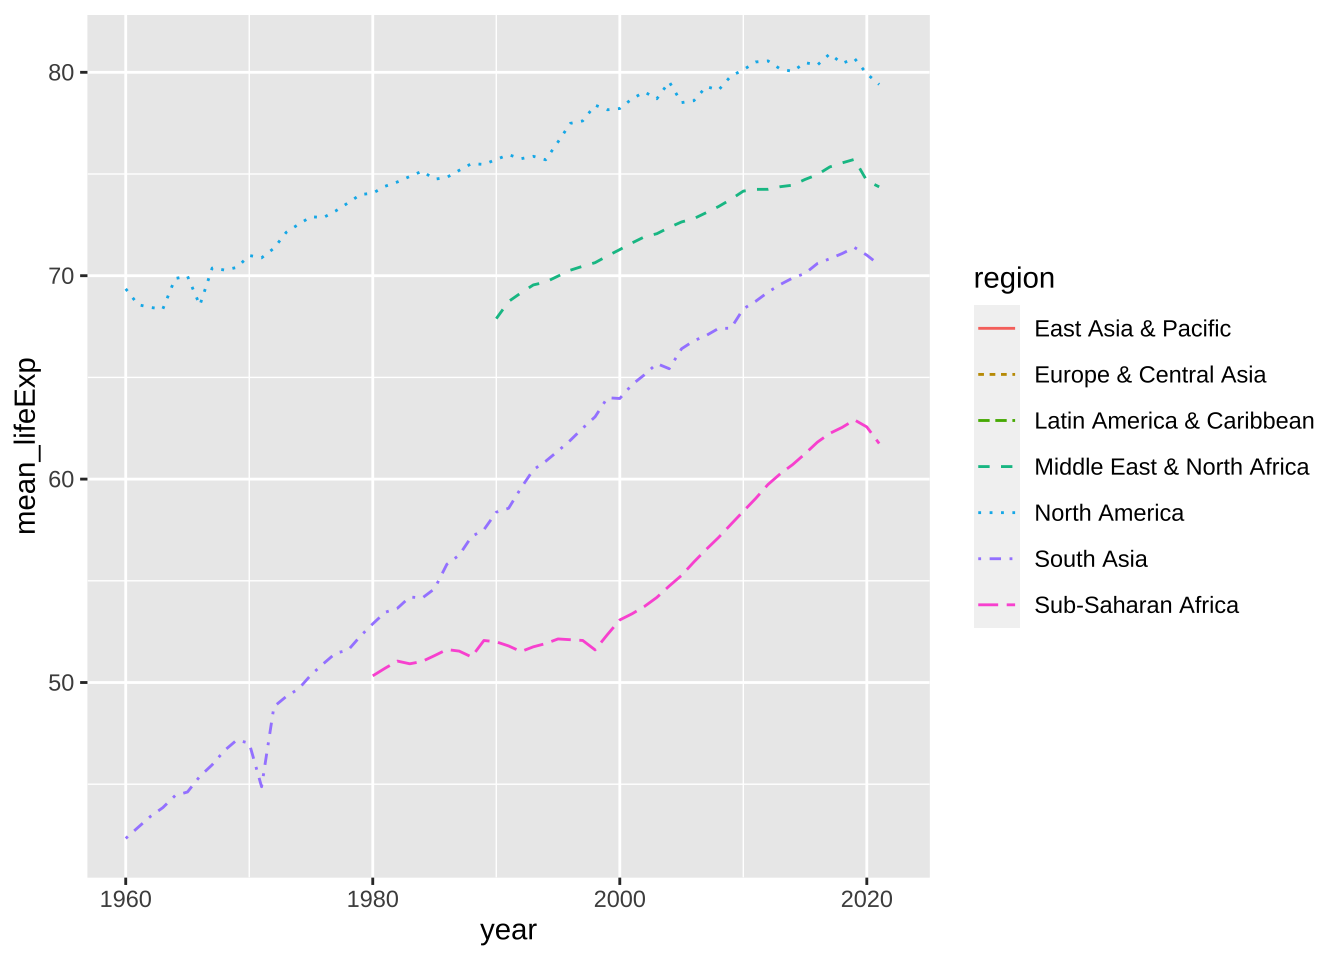 80
70
60
50
mean_lifeExp
1960
1980
2000
2020
year
region
East Asia & Pacific
Europe & Central Asia
Latin America & Caribbean
Middle East & North Africa
North America
South Asia
Sub-Saharan Africa